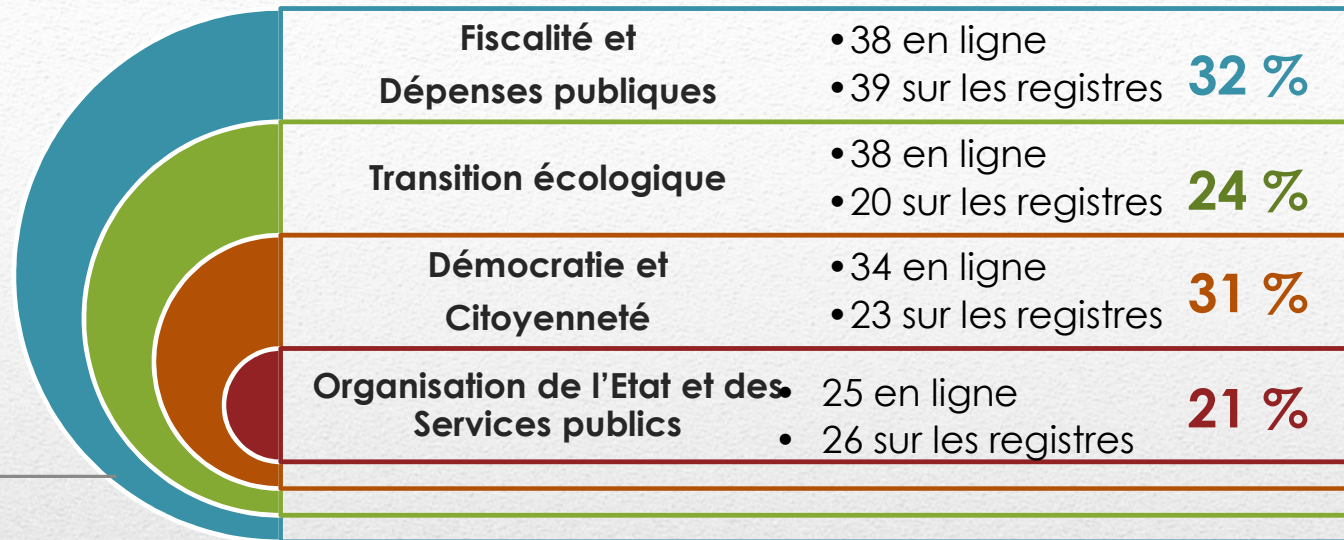 Fiscalité et
Dépenses publiques
•38 en ligne
•39 sur les registres
32 %
Transition écologique
•38 en ligne
•20 sur les registres
24 %
Démocratie et
Citoyenneté
•34 en ligne
•23 sur les registres
31 %
Organisation de l’Etat et des
Services publics
• 25 en ligne
• 26 sur les registres
21 %